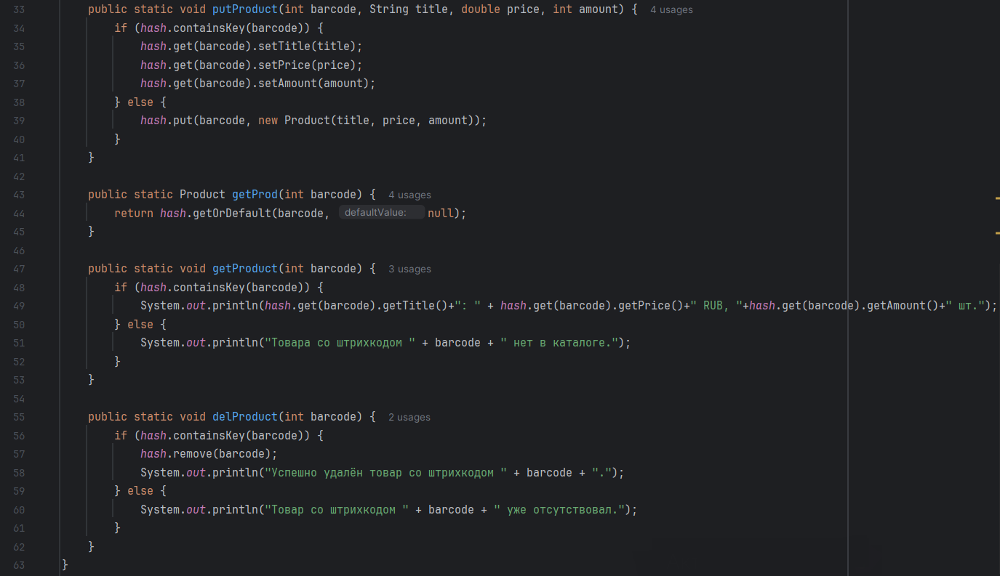 33 public static void putProduct(int barcode, String title, double price, int amount) { 4 usages
34 if (hash.containsKey(barcode)) {
35 hash.get(barcode).setTitle(title);
36 hash.get(barcode).setPrice(price);
37 hash.get(barcode).setAmount(amount);
38 } else {
39 hash.put(barcode, new Product(title, price, amount));
40 }
41 }
42
43 public static Product getProd(int barcode) { 4 usages
44 return hash.getOrDefault(barcode, defaultValue: null);
45 }
46
47 public static void getProduct(int barcode) { 3 usages
48 if (hash.containsKey(barcode)) {
49 System.out.println(hash.get(barcode).getTitle()+": " + hash.get(barcode).getPrice()+" RUB, "+hash.get(barcode).getAmount()+" шт.");
50 } else {
51 System.out.println("Товара со штрихкодом " + barcode + " нет в каталоге.");
52 }
53 }
54
55 public static void delProduct(int barcode) { 2 usages
56 if (hash.containsKey(barcode)) {
57 hash.remove(barcode);
58 System.out.println("Успешно удалён товар со штрихкодом " + barcode + ".");
59 } else {
60 System.out.println("Товар со штрихкодом " + barcode + " уже отсутствовал.");
61 }
62 }
63 }